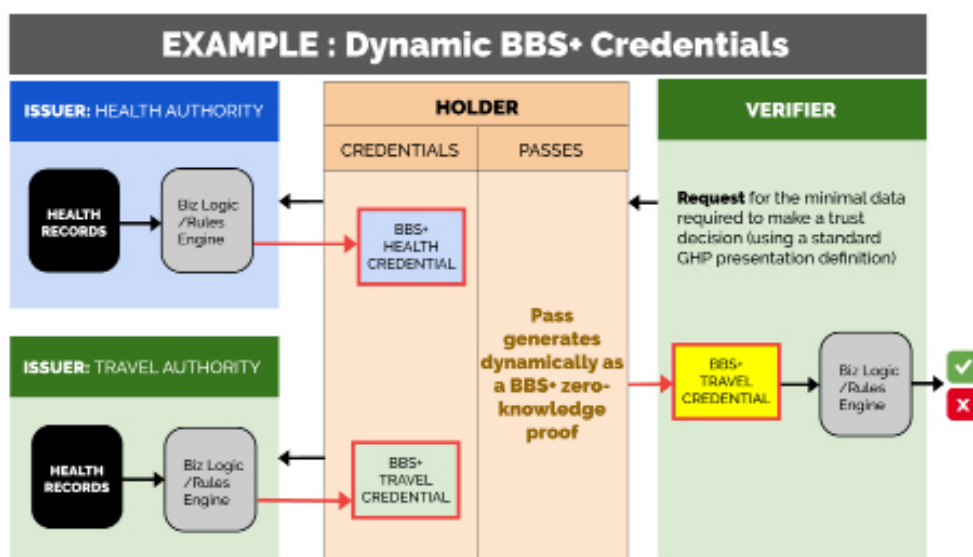 EXAMPLE : Dynamic BBS+ Credentials
ISSUER: HEALTH AUTHORITY
HEALTH
RECORDS
Biz Logic
/Rules
Engine
HOLDER
CREDENTIALS
PASSES
BBS+
HEALTH
CREDENTIAL
VERIFIER
Request for the minimal data
required to make a trust
decision (using a standard
GHP presentation definition)
Pass
generates
dynamically as
a BBS+ zero-
knowledge
proof
BBS+
TRAVEL
CREDENTIAL
Biz Logic
/Rules
Engine
ISSUER: TRAVEL AUTHORITY
HEALTH
RECORDS
Biz Logic
/Rules
Engine
BBS+
TRAVEL
CREDENTIAL